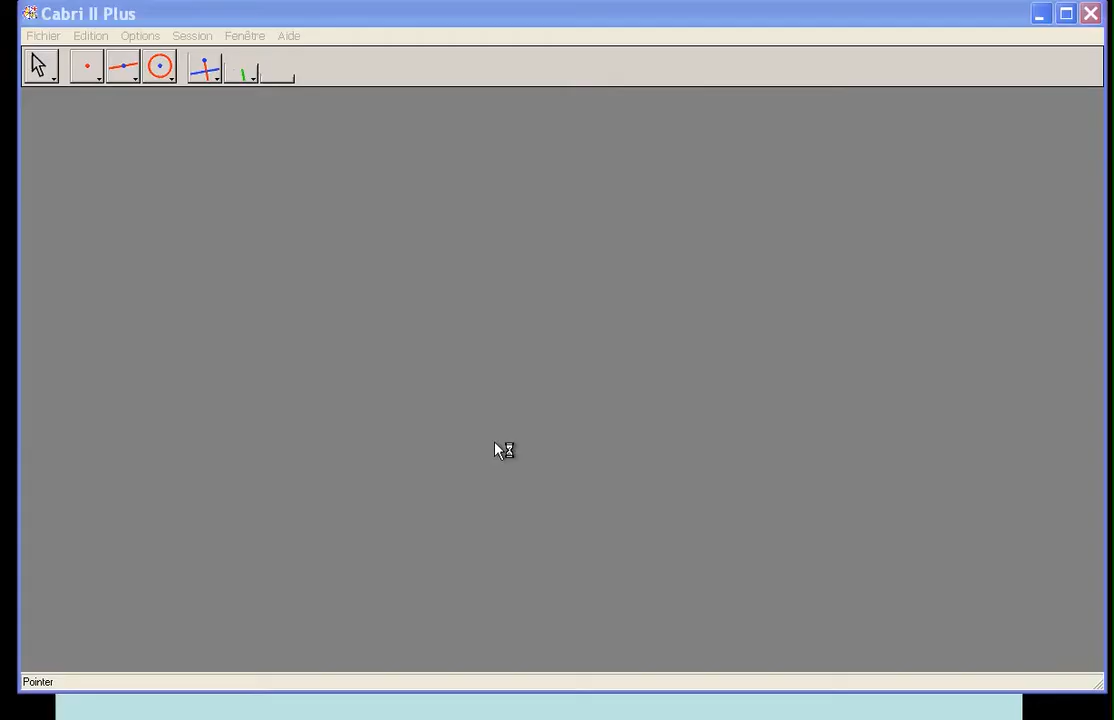 Cabri II Plus
Fichier Edition Options Session Fenêtre Aide
Pointer